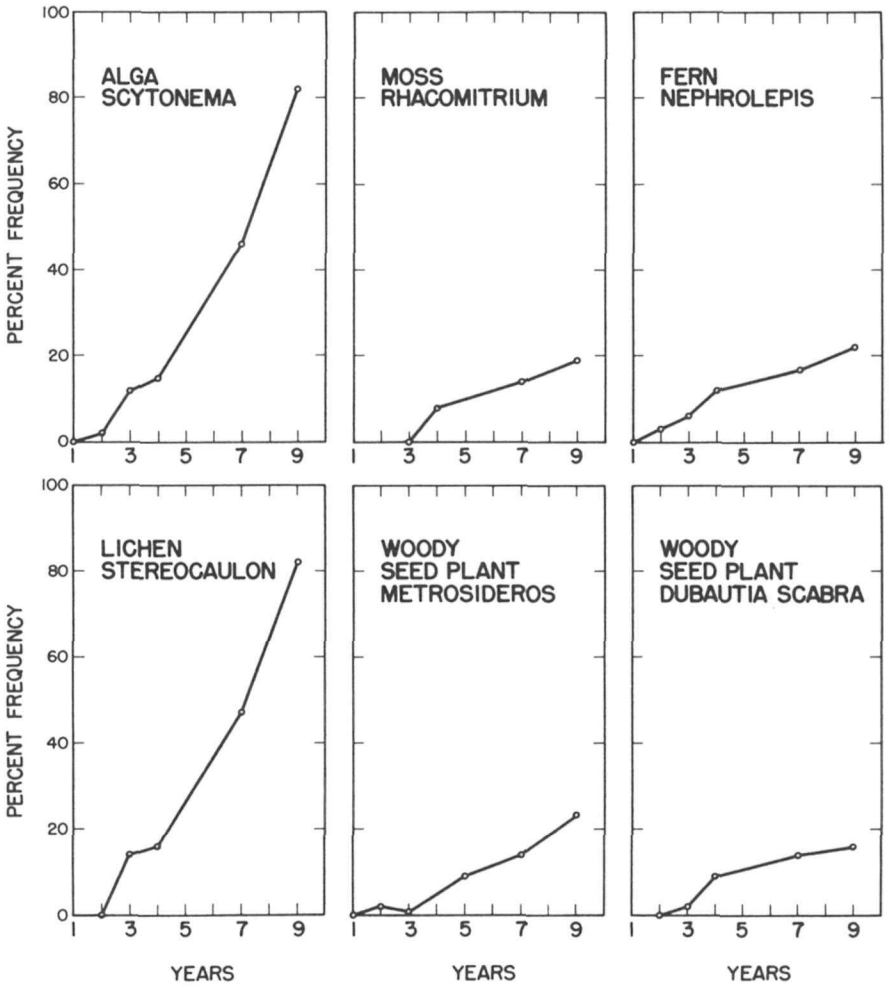 PERCENT FREQUENCY
100
80
60
40
20
0
ALGA
SCYTONEMA
1 3 5 7 9
MOSS
RHACOMITRIUM
1 3 5 7 9
FERN
NEPHROLEPIS
1 3 5 7 9
PERCENT FREQUENCY
100
80
60
40
20
0
LICHEN
STEREOCAULON
1 3 5 7 9
YEARS
WOODY
SEED PLANT
METROSIDEROS
1 3 5 7 9
YEARS
WOODY
SEED PLANT
DUBAUTIA SCABRA
1 3 5 7 9
YEARS